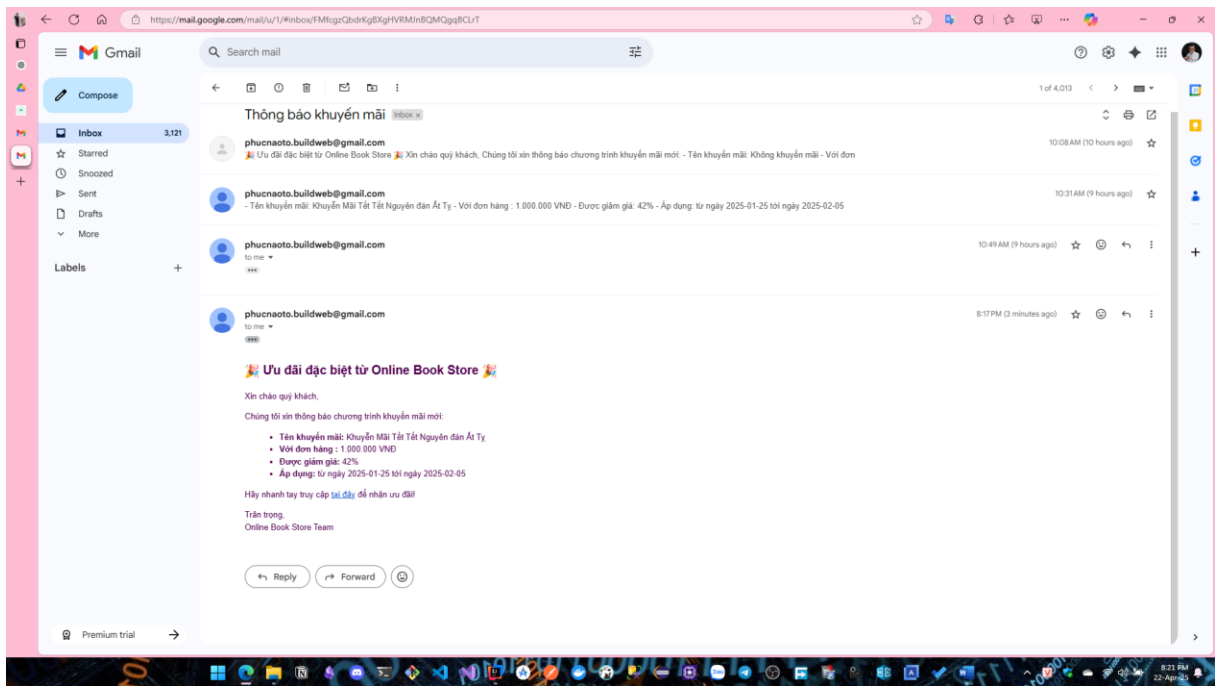 https://mail.google.com/mail/u/1/#inbox/FMfcgzQbdrKgBXgHVRMJnBQMQgqBCLrT
Gmail
Search mail
Compose
1 of 4,013
Inbox 3,121
Starred
Snoozed
Sent
Drafts
More
Labels
Thông báo khuyến mãi Inbox x
phucnaoto.buildweb@gmail.com 10:08 AM (10 hours ago)
🎉 Ưu đãi đặc biệt từ Online Book Store 🎉 Xin chào quý khách, Chúng tôi xin thông báo chương trình khuyến mãi mới: - Tên khuyến mãi: Không khuyến mãi - Với đơn
phucnaoto.buildweb@gmail.com 10:31 AM (9 hours ago)
- Tên khuyến mãi: Khuyễn Mãi Tết Tết Nguyên đán Ất Tỵ - Với đơn hàng : 1.000.000 VNĐ - Được giảm giá: 42% - Áp dụng: từ ngày 2025-01-25 tới ngày 2025-02-05
phucnaoto.buildweb@gmail.com 10:49 AM (9 hours ago)
to me
phucnaoto.buildweb@gmail.com 8:17 PM (3 minutes ago)
to me
🎉 Ưu đãi đặc biệt từ Online Book Store 🎉
Xin chào quý khách,
Chúng tôi xin thông báo chương trình khuyễn mãi mới:
• Tên khuyến mãi: Khuyễn Mãi Tết Tết Nguyên đán Ất Tỵ
• Với đơn hàng : 1.000.000 VNĐ
• Được giảm giá: 42%
• Áp dụng: từ ngày 2025-01-25 tới ngày 2025-02-05
Hãy nhanh tay truy cập tại đây để nhận ưu đãi!
Trân trọng,
Online Book Store Team
Reply
Forward
Premium trial
8:21 PM
22-Apr-25